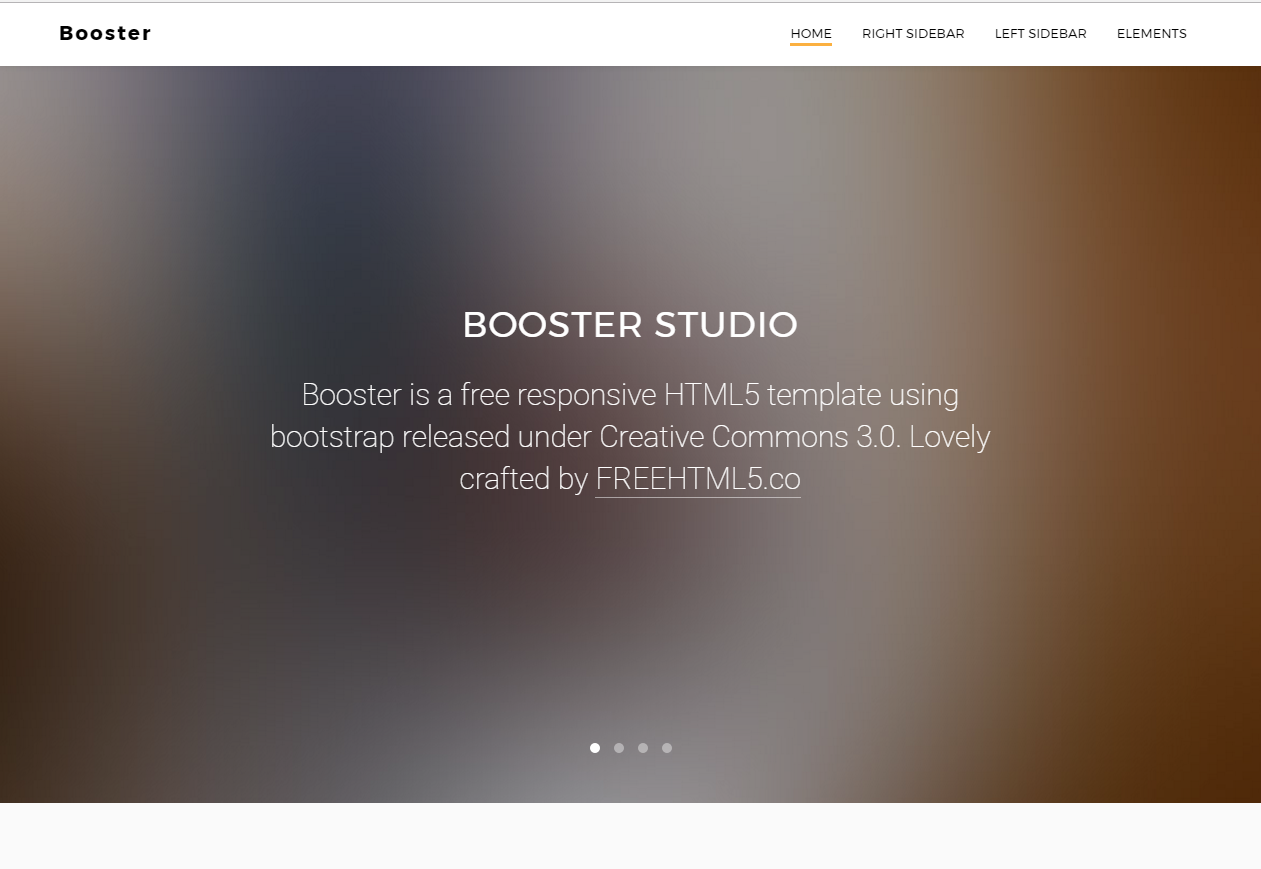 Booster
HOME RIGHT SIDEBAR LEFT SIDEBAR ELEMENTS
BOOSTER STUDIO
Booster is a free responsive HTML5 template using
bootstrap released under Creative Commons 3.0. Lovely
crafted by FREEHTML5.co